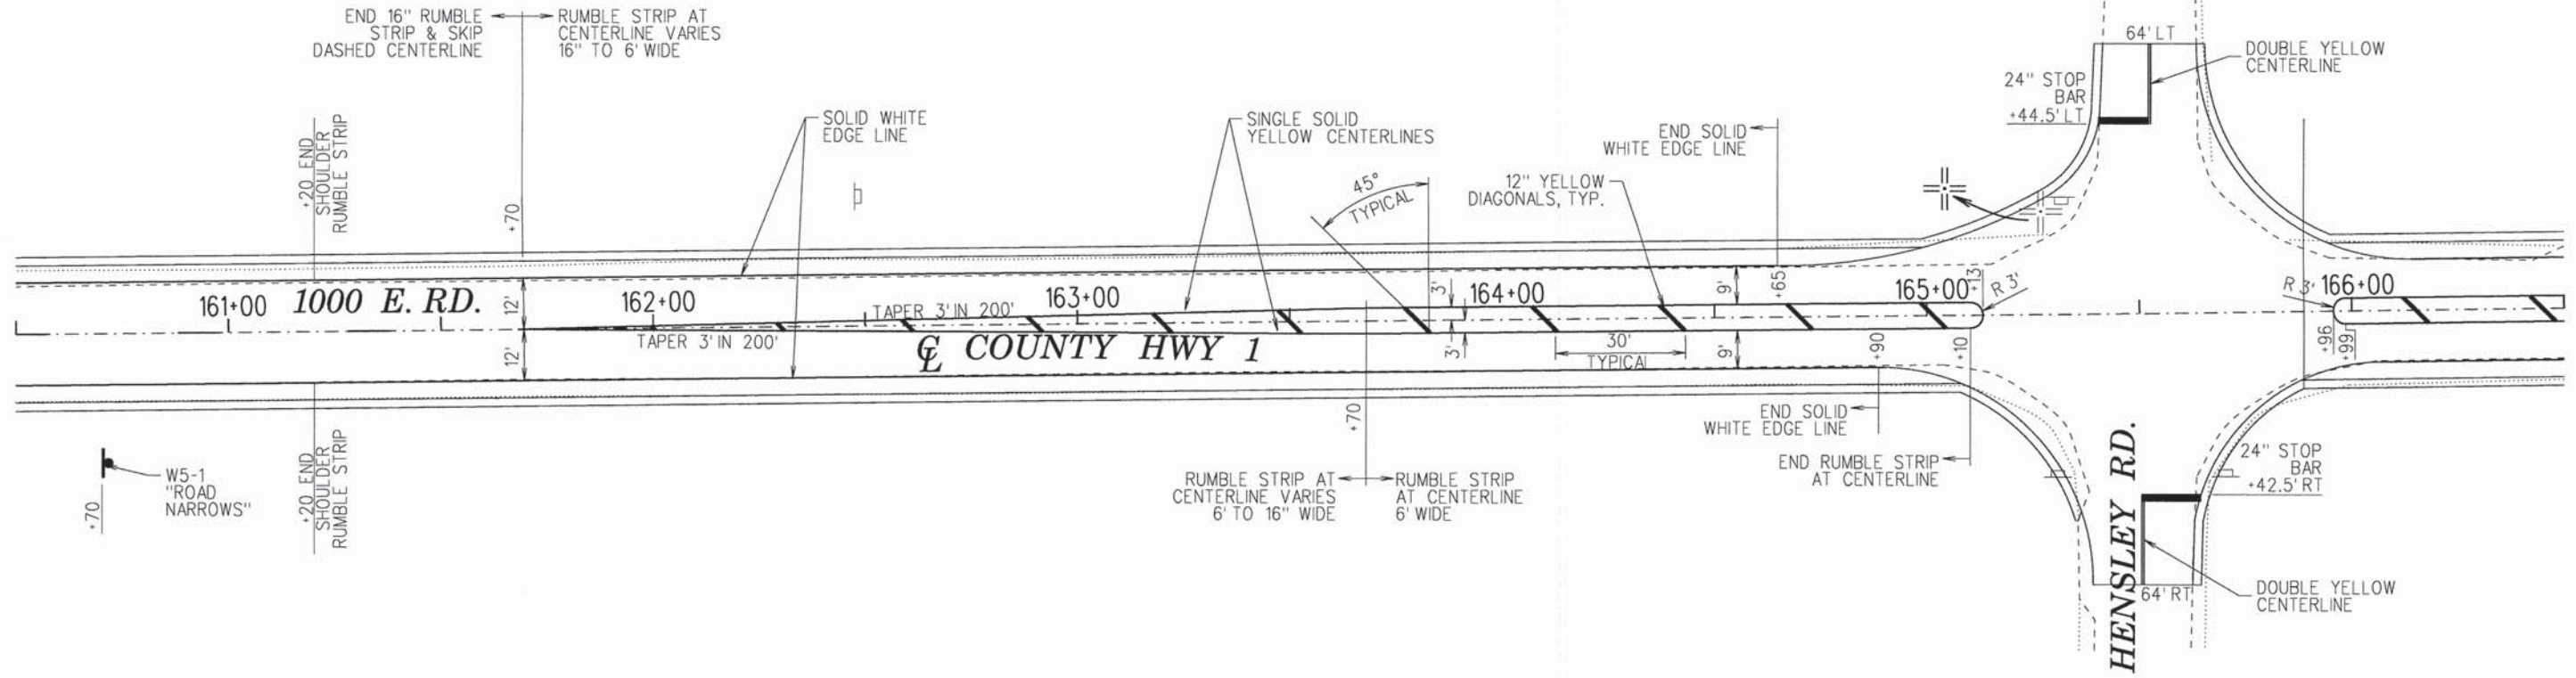 END 16" RUMBLE
STRIP & SKIP
DASHED CENTERLINE
RUMBLE STRIP AT
CENTERLINE VARIES
16" TO 6' WIDE
+20 END
SHOULDER
RUMBLE STRIP
+70
SOLID WHITE
EDGE LINE
SINGLE SOLID
YELLOW CENTERLINES
45°
TYPICAL
12" YELLOW
DIAGONALS, TYP.
END SOLID
WHITE EDGE LINE
24" STOP
BAR
+44.5' LT
64' LT
DOUBLE YELLOW
CENTERLINE
161+00
1000 E. RD.
12'
162+00
TAPER 3' IN 200'
163+00
3'
164+00
9'
+65
165+00
+13
R 3'
R 3'
166+00
12'
TAPER 3' IN 200'
℄ COUNTY HWY 1
3'
30'
TYPICAL
9'
+90
+10
+96
+99
+70
W5-1
"ROAD
NARROWS"
+70
+20 END
SHOULDER
RUMBLE STRIP
RUMBLE STRIP AT
CENTERLINE VARIES
6' TO 16" WIDE
RUMBLE STRIP
AT CENTERLINE
6' WIDE
END SOLID
WHITE EDGE LINE
END RUMBLE STRIP
AT CENTERLINE
HENSLEY RD.
24" STOP
BAR
+42.5' RT
64' RT
DOUBLE YELLOW
CENTERLINE